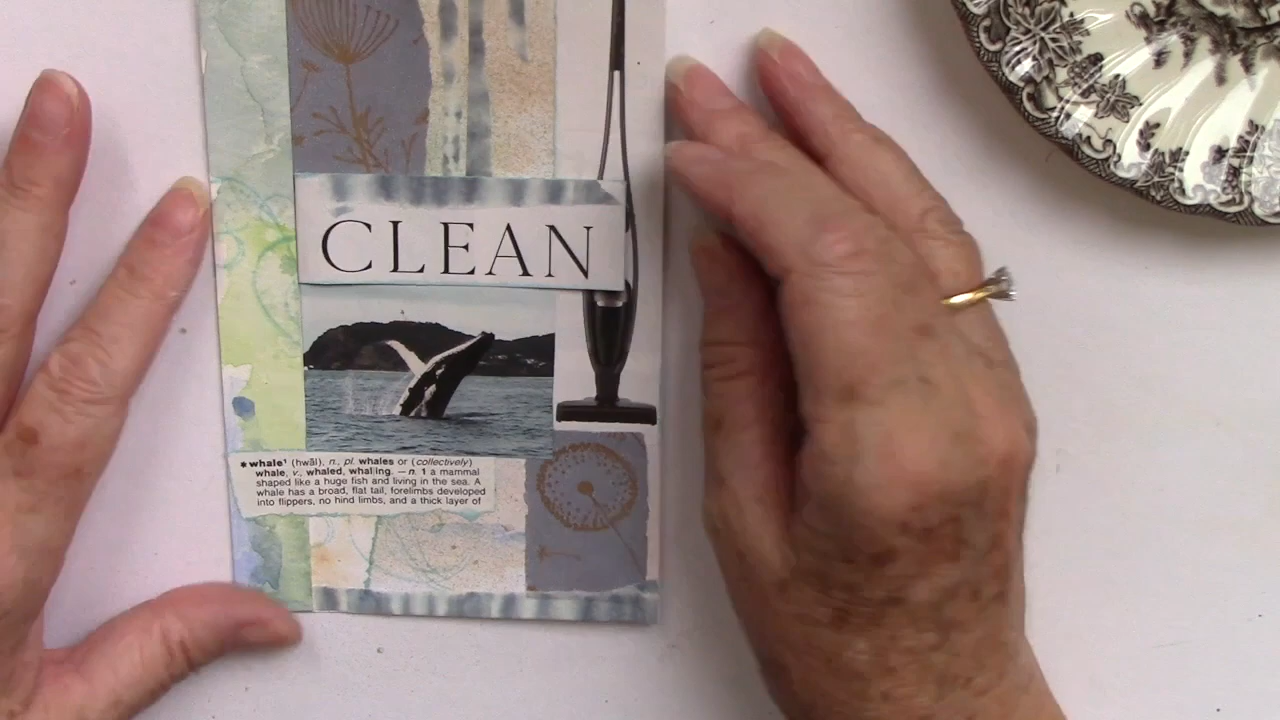 CLEAN
*whale¹ (hwāl), n., pl. whales or (collectively)
whale, v., whaled, whaling. — n. 1 a mammal
shaped like a huge fish and living in the sea. A
whale has a broad, flat tail, forelimbs developed
into flippers, no hind limbs, and a thick layer of